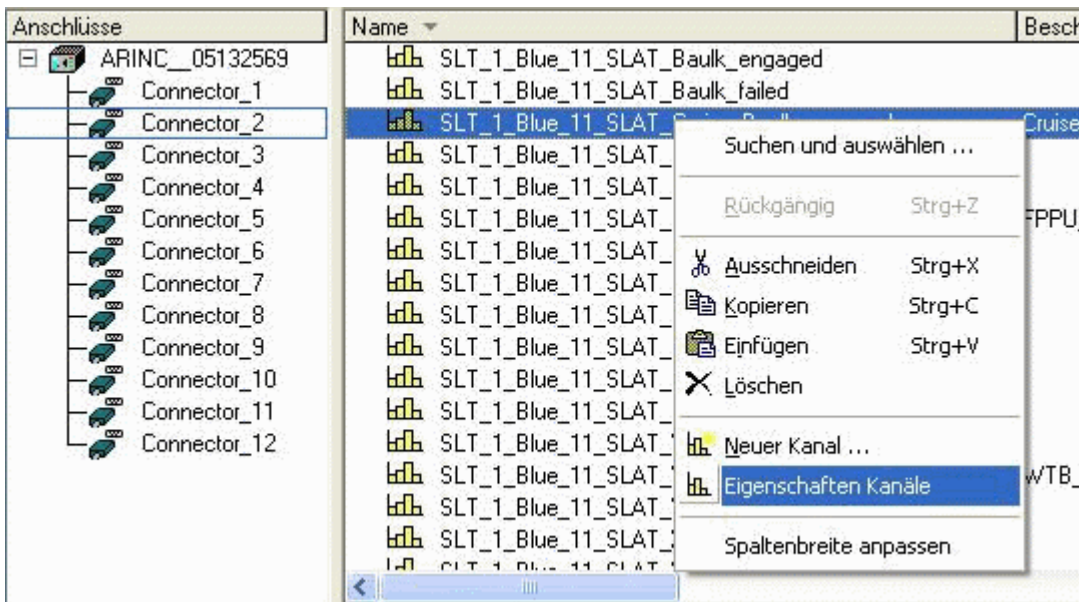 Anschlüsse
ARINC__05132569
Connector_1
Connector_2
Connector_3
Connector_4
Connector_5
Connector_6
Connector_7
Connector_8
Connector_9
Connector_10
Connector_11
Connector_12
Name Besch
SLT_1_Blue_11_SLAT_Baulk_engaged
SLT_1_Blue_11_SLAT_Baulk_failed
SLT_1_Blue_11_SLAT_ Cruise
SLT_1_Blue_11_SLAT_
SLT_1_Blue_11_SLAT_
SLT_1_Blue_11_SLAT_ FPPU_
SLT_1_Blue_11_SLAT_
SLT_1_Blue_11_SLAT_
SLT_1_Blue_11_SLAT_
SLT_1_Blue_11_SLAT_
SLT_1_Blue_11_SLAT_
SLT_1_Blue_11_SLAT_
SLT_1_Blue_11_SLAT_
SLT_1_Blue_11_SLAT_ WTB_
SLT_1_Blue_11_SLAT_
SLT_1_Blue_11_SLAT_
Suchen und auswählen ...
Rückgängig Strg+Z
Ausschneiden Strg+X
Kopieren Strg+C
Einfügen Strg+V
Löschen
Neuer Kanal ...
Eigenschaften Kanäle
Spaltenbreite anpassen